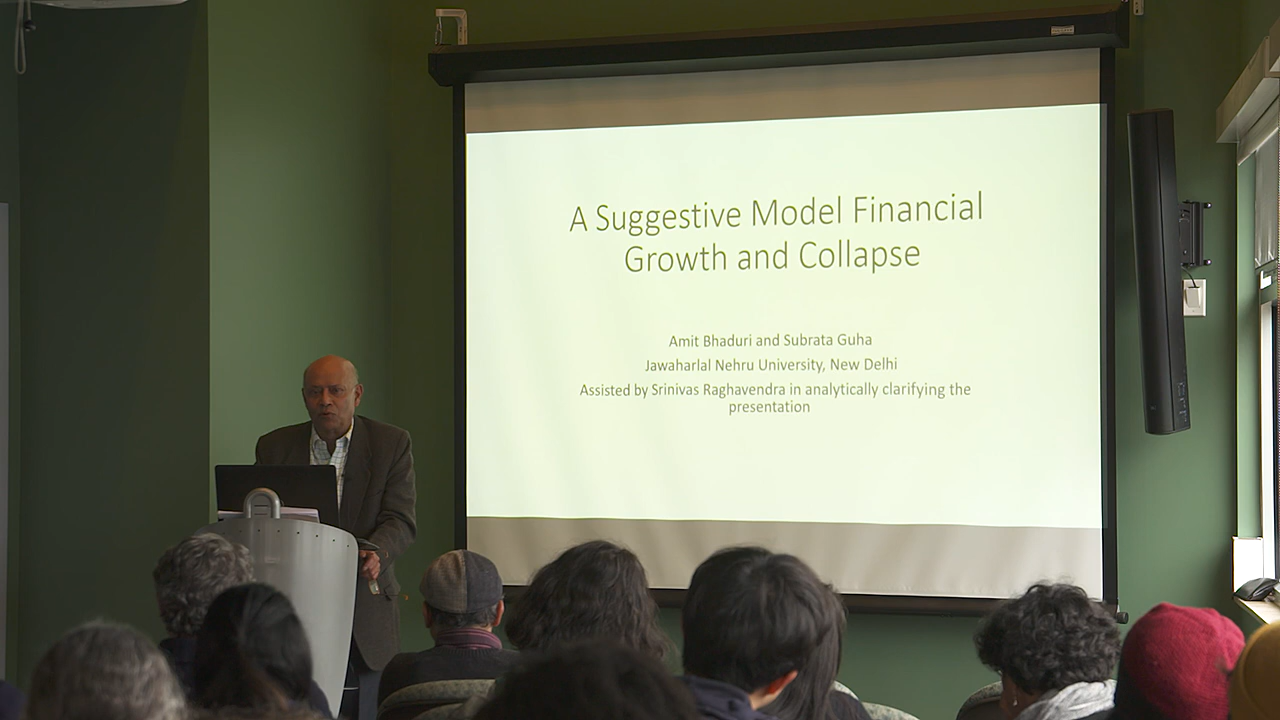 A Suggestive Model Financial
Growth and Collapse
Amit Bhaduri and Subrata Guha
Jawaharlal Nehru University, New Delhi
Assisted by Srinivas Raghavendra in analytically clarifying the
presentation